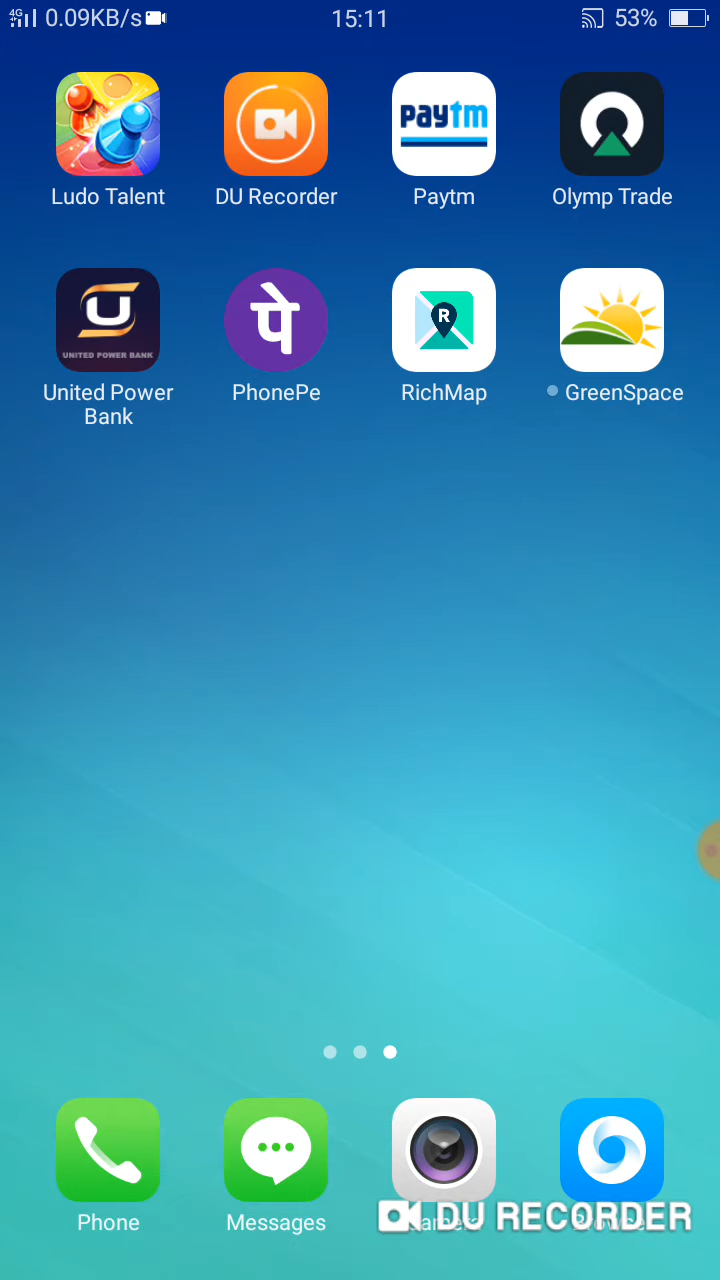 4G 0.09KB/s 15:11 53%
paytm
Ludo Talent DU Recorder Paytm Olymp Trade
U पे R
UNITED POWER BANK
United Power Bank PhonePe RichMap GreenSpace
Phone Messages
DU RECORDER